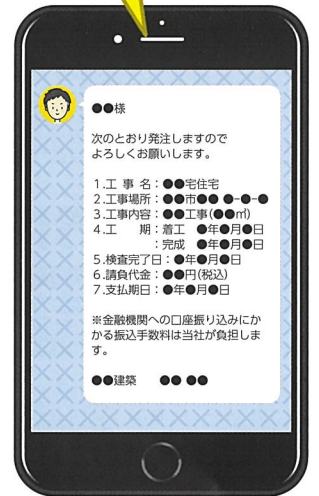 ●●様
次のとおり発注しますので
よろしくお願いします。
1.工 事 名：●●宅住宅
2.工事場所：●●市●● ●-●-●
3.工事内容：●●工事(●●㎡)
4.工　　期：着工 ●年●月●日
：完成 ●年●月●日
5.検査完了日：●年●月●日
6.請負代金：●●円(税込)
7.支払期日：●年●月●日
※金融機関への口座振り込みにか
かる振込手数料は当社が負担しま
す。
●●建築　●● ●●